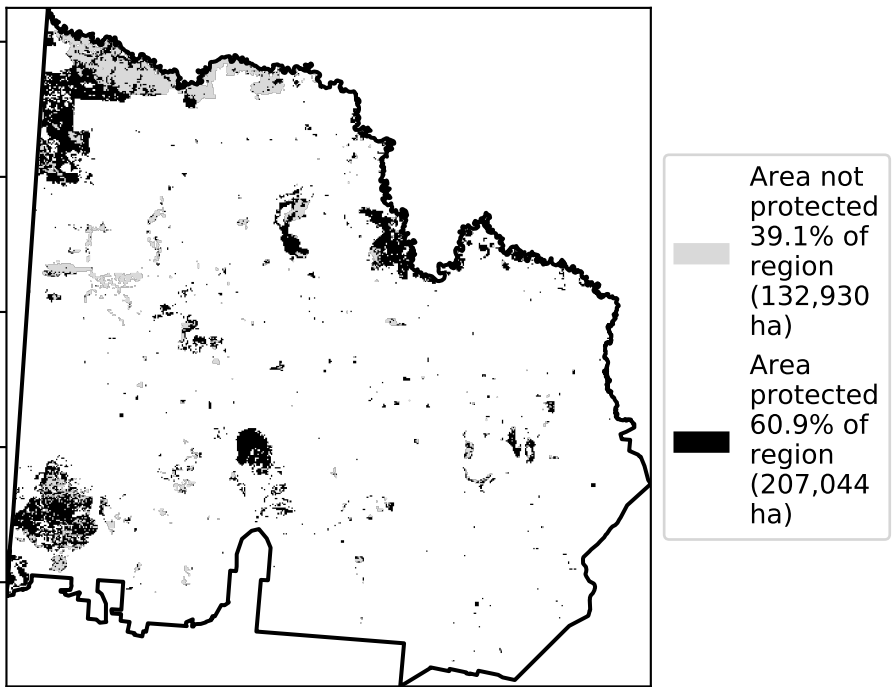 Area not
protected
39.1% of
region
(132,930
ha)
Area
protected
60.9% of
region
(207,044
ha)